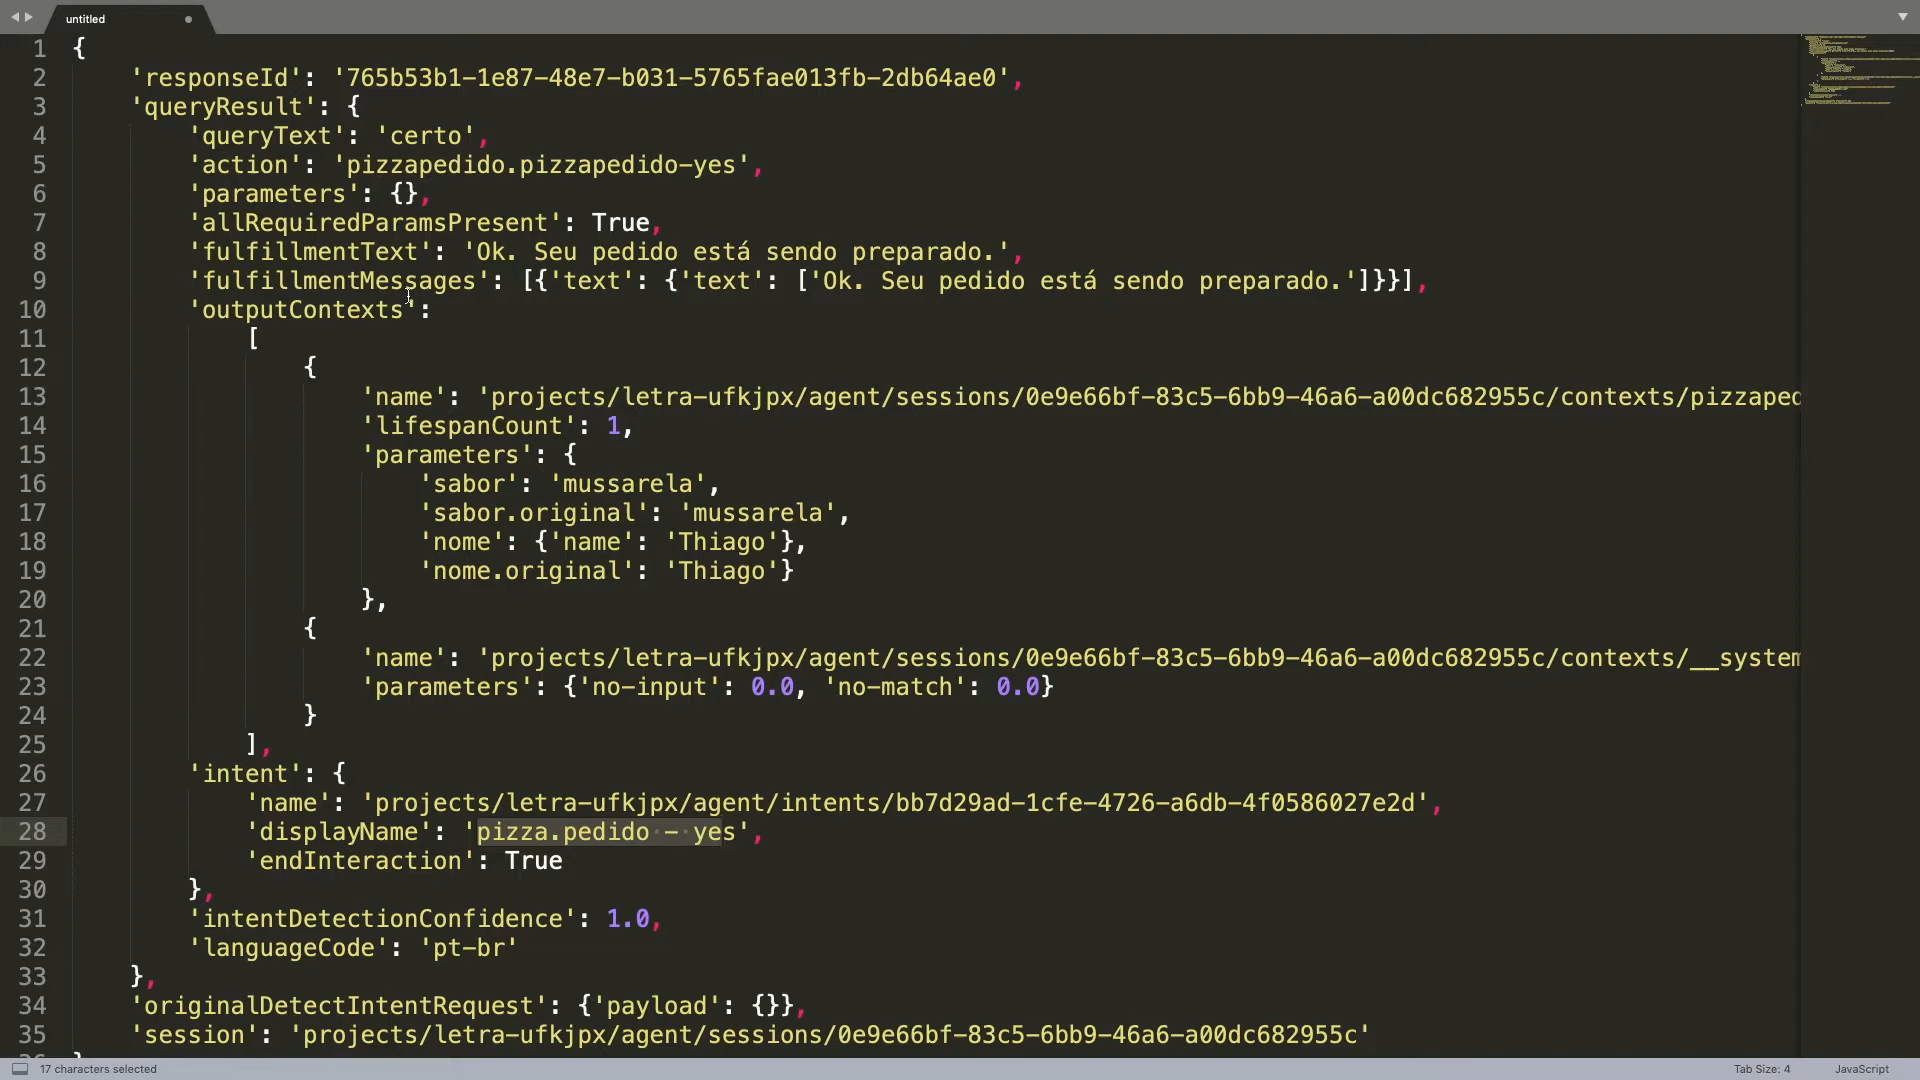 untitled
1 {
2 'responseId': '765b53b1-1e87-48e7-b031-5765fae013fb-2db64ae0',
3 'queryResult': {
4 'queryText': 'certo',
5 'action': 'pizzapedido.pizzapedido-yes',
6 'parameters': {},
7 'allRequiredParamsPresent': True,
8 'fulfillmentText': 'Ok. Seu pedido está sendo preparado.',
9 'fulfillmentMessages': [{'text': {'text': ['Ok. Seu pedido está sendo preparado.']}}],
10 'outputContexts':
11 [
12 {
13 'name': 'projects/letra-ufkjpx/agent/sessions/0e9e66bf-83c5-6bb9-46a6-a00dc682955c/contexts/pizzaped
14 'lifespanCount': 1,
15 'parameters': {
16 'sabor': 'mussarela',
17 'sabor.original': 'mussarela',
18 'nome': {'name': 'Thiago'},
19 'nome.original': 'Thiago'}
20 },
21 {
22 'name': 'projects/letra-ufkjpx/agent/sessions/0e9e66bf-83c5-6bb9-46a6-a00dc682955c/contexts/__system
23 'parameters': {'no-input': 0.0, 'no-match': 0.0}
24 }
25 ],
26 'intent': {
27 'name': 'projects/letra-ufkjpx/agent/intents/bb7d29ad-1cfe-4726-a6db-4f0586027e2d',
28 'displayName': 'pizza.pedido - yes',
29 'endInteraction': True
30 },
31 'intentDetectionConfidence': 1.0,
32 'languageCode': 'pt-br'
33 },
34 'originalDetectIntentRequest': {'payload': {}},
35 'session': 'projects/letra-ufkjpx/agent/sessions/0e9e66bf-83c5-6bb9-46a6-a00dc682955c'
17 characters selected
Tab Size: 4
JavaScript